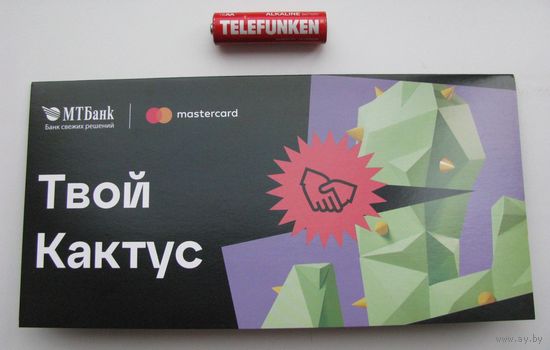 ALKALINE
TELEFUNKEN
МТБанк
Банк свежих решений
mastercard
Твой
Кактус
www.ay.by